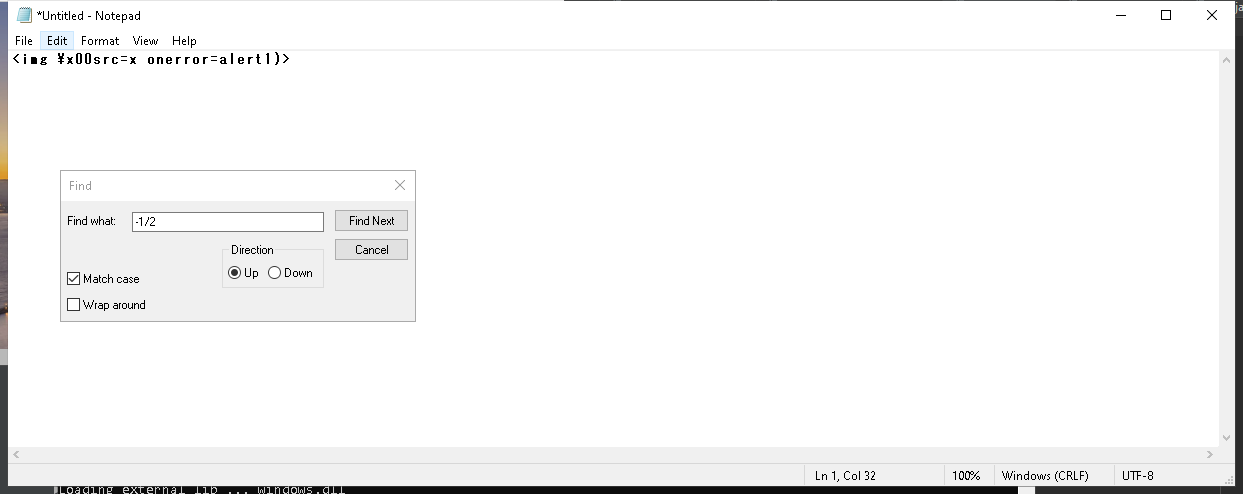 *Untitled - Notepad
File Edit Format View Help
<img ¥x00src=x onerror=alert1)>
Find
Find what: -1/2 Find Next
Direction Cancel
Up Down
Match case
Wrap around
Ln 1, Col 32 100% Windows (CRLF) UTF-8
Loading external lib ... windows.dll